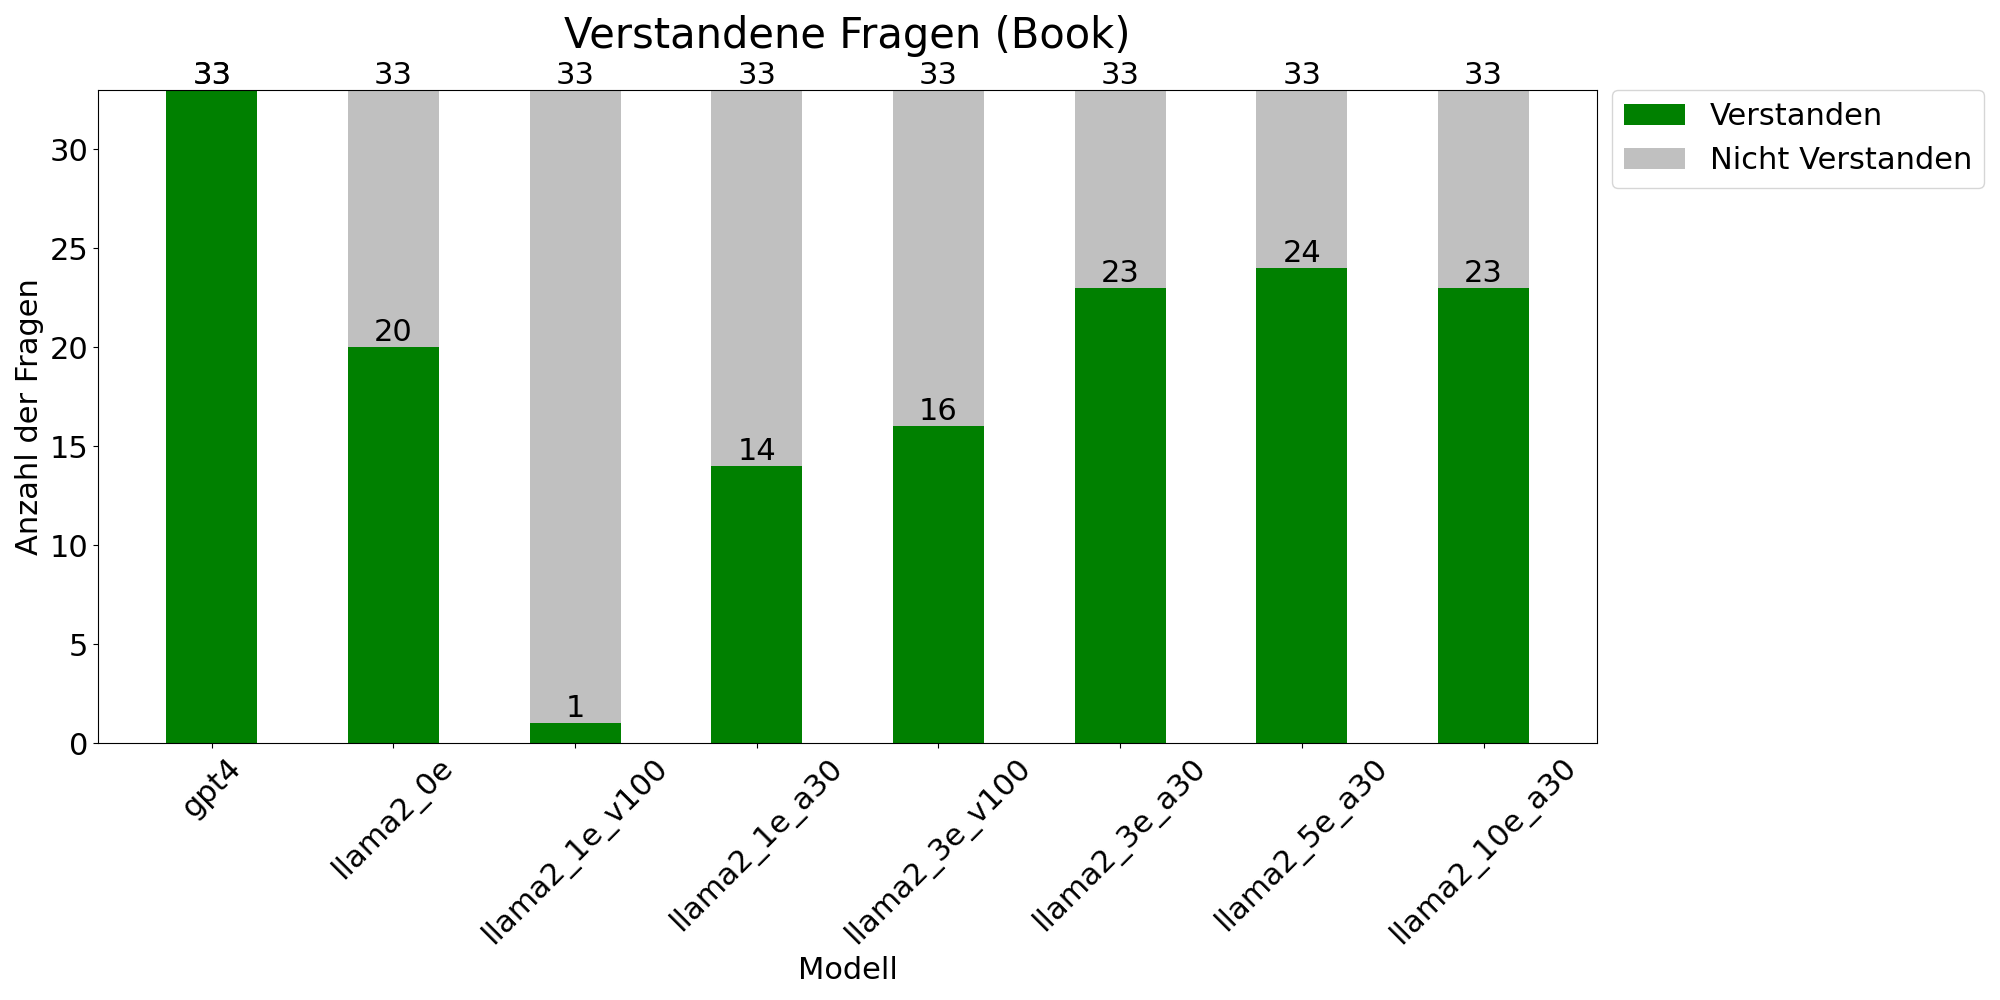 Verstandene Fragen (Book)
33 33 33 33 33 33 33 33
Verstanden
Nicht Verstanden
30
25
20
15
10
5
0
Anzahl der Fragen
20
1
14
16
23
24
23
gpt4
llama2_0e
llama2_1e_v100
llama2_1e_a30
llama2_3e_v100
llama2_3e_a30
llama2_5e_a30
llama2_10e_a30
Modell